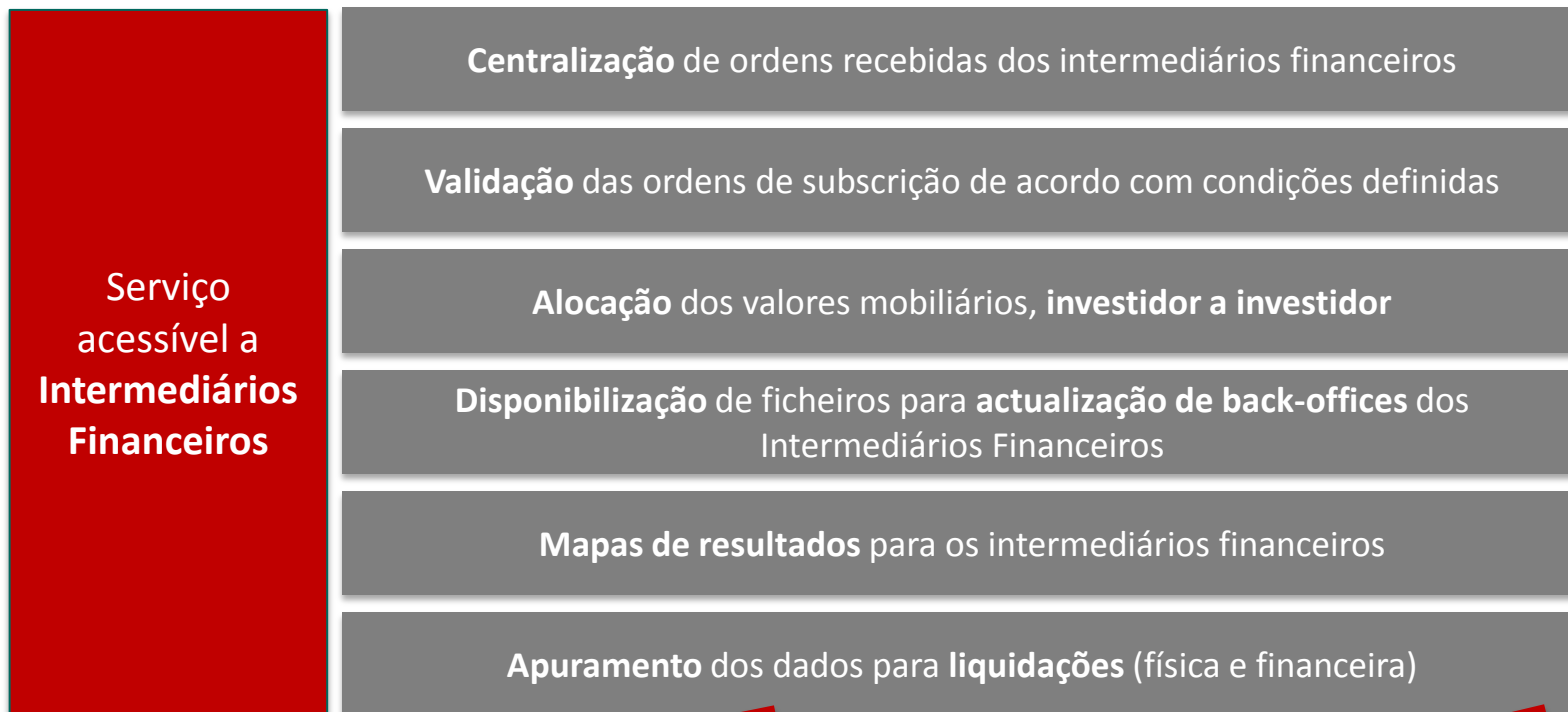 Serviço
acessível a
Intermediários
Financeiros
Centralização de ordens recebidas dos intermediários financeiros
Validação das ordens de subscrição de acordo com condições definidas
Alocação dos valores mobiliários, investidor a investidor
Disponibilização de ficheiros para actualização de back-offices dos
Intermediários Financeiros
Mapas de resultados para os intermediários financeiros
Apuramento dos dados para liquidações (física e financeira)